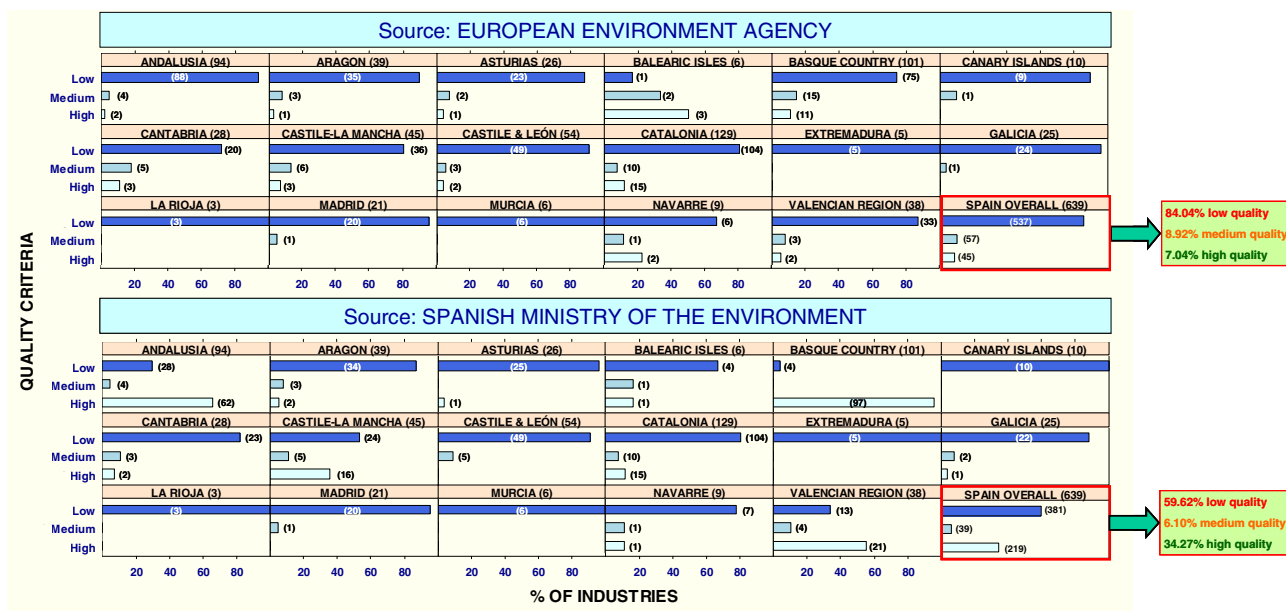 Source: EUROPEAN ENVIRONMENT AGENCY
ANDALUSIA (94) ARAGON (39) ASTURIAS (26) BALEARIC ISLES (6) BASQUE COUNTRY (101) CANARY ISLANDS (10)
Low (88) (35) (23) (1) (75) (9)
Medium (4) (3) (2) (2) (15) (1)
High (2) (1) (1) (3) (11)
CANTABRIA (28) CASTILE-LA MANCHA (45) CASTILE & LEÓN (54) CATALONIA (129) EXTREMADURA (5) GALICIA (25)
Low (20) (36) (49) (104) (5) (24)
Medium (5) (6) (3) (10) (1)
High (3) (3) (2) (15)
LA RIOJA (3) MADRID (21) MURCIA (6) NAVARRE (9) VALENCIAN REGION (38) SPAIN OVERALL (639)
Low (3) (20) (6) (6) (33) (537)
Medium (1) (1) (3) (57)
High (2) (2) (45)
84.04% low quality
8.92% medium quality
7.04% high quality
20 40 60 80 20 40 60 80 20 40 60 80 20 40 60 80 20 40 60 80 20 40 60 80
QUALITY CRITERIA
Source: SPANISH MINISTRY OF THE ENVIRONMENT
ANDALUSIA (94) ARAGON (39) ASTURIAS (26) BALEARIC ISLES (6) BASQUE COUNTRY (101) CANARY ISLANDS (10)
Low (28) (34) (25) (4) (4) (10)
Medium (4) (3) (1)
High (62) (2) (1) (1) (97)
CANTABRIA (28) CASTILE-LA MANCHA (45) CASTILE & LEÓN (54) CATALONIA (129) EXTREMADURA (5) GALICIA (25)
Low (23) (24) (49) (104) (5) (22)
Medium (3) (5) (5) (10) (2)
High (2) (16) (15) (1)
LA RIOJA (3) MADRID (21) MURCIA (6) NAVARRE (9) VALENCIAN REGION (38) SPAIN OVERALL (639)
Low (3) (20) (6) (7) (13) (381)
Medium (1) (1) (4) (39)
High (1) (21) (219)
59.62% low quality
6.10% medium quality
34.27% high quality
20 40 60 80 20 40 60 80 20 40 60 80 20 40 60 80 20 40 60 80 20 40 60 80
% OF INDUSTRIES